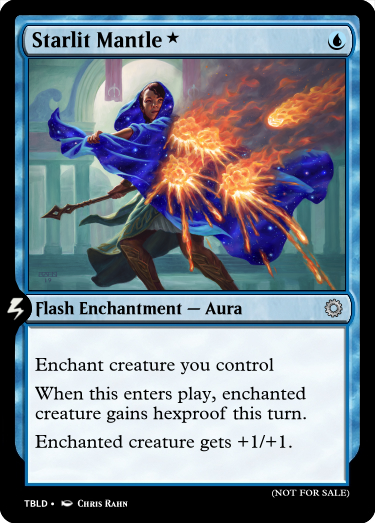 Starlit Mantle ★
Flash Enchantment — Aura
Enchant creature you control
When this enters play, enchanted
creature gains hexproof this turn.
Enchanted creature gets +1/+1.
(NOT FOR SALE)
TBLD • Chris Rahn